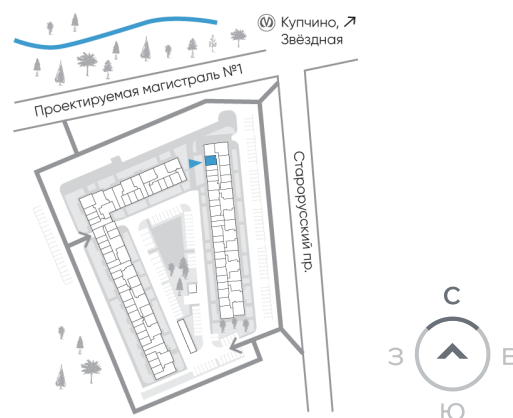 Купчино, ↗
Звёздная
Проектируемая магистраль №1
Старорусский пр.
С
З
В
Ю